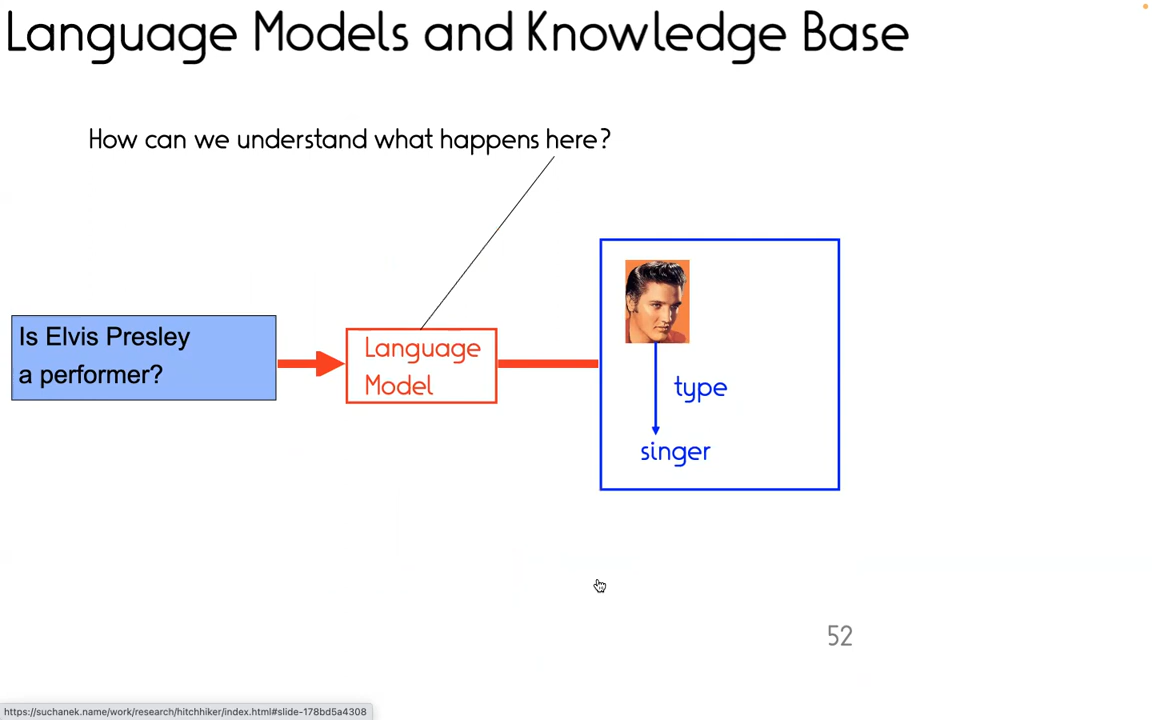 Language Models and Knowledge Base
How can we understand what happens here?
Is Elvis Presley
a performer?
Language
Model
type
singer
52
https://suchanek.name/work/research/hitchhiker/index.html#slide-178bd5a4308